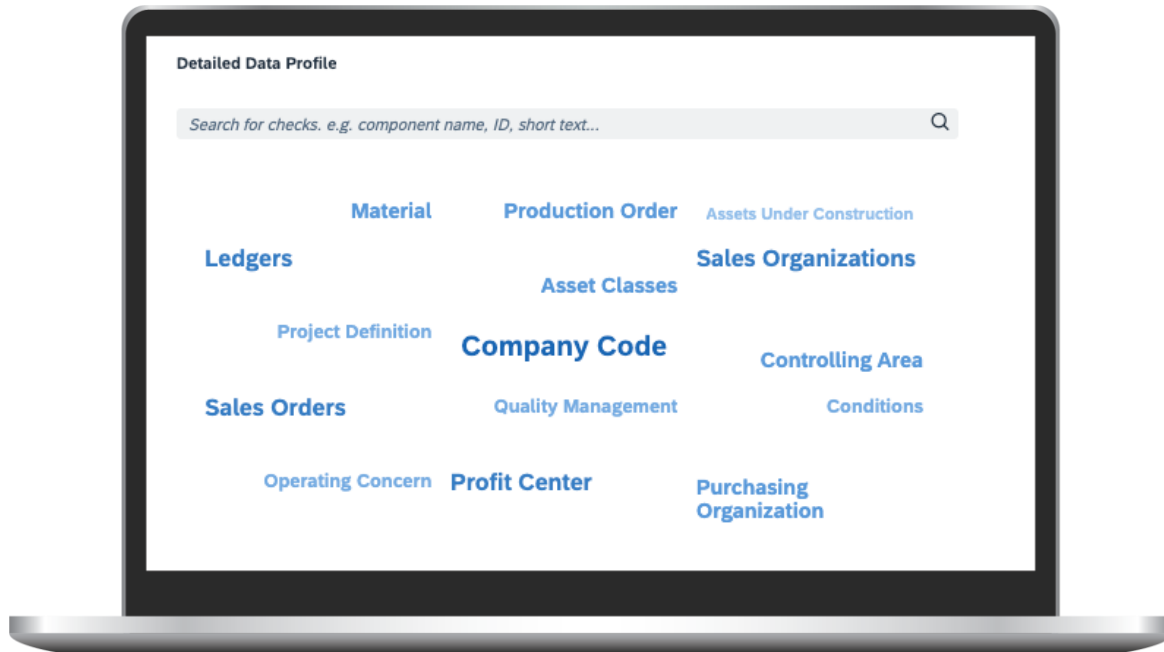 Detailed Data Profile
Search for checks. e.g. component name, ID, short text...
Material
Production Order
Assets Under Construction
Ledgers
Sales Organizations
Asset Classes
Project Definition
Company Code
Controlling Area
Sales Orders
Quality Management
Conditions
Operating Concern
Profit Center
Purchasing
Organization